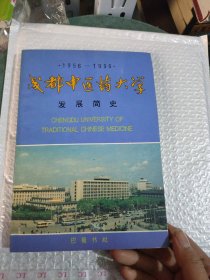 ·1956—1996·
成都中医药大学
发展简史
CHENGDU UNIVERSITY OF
TRADITIONAL CHINESE MEDICINE
巴蜀书社